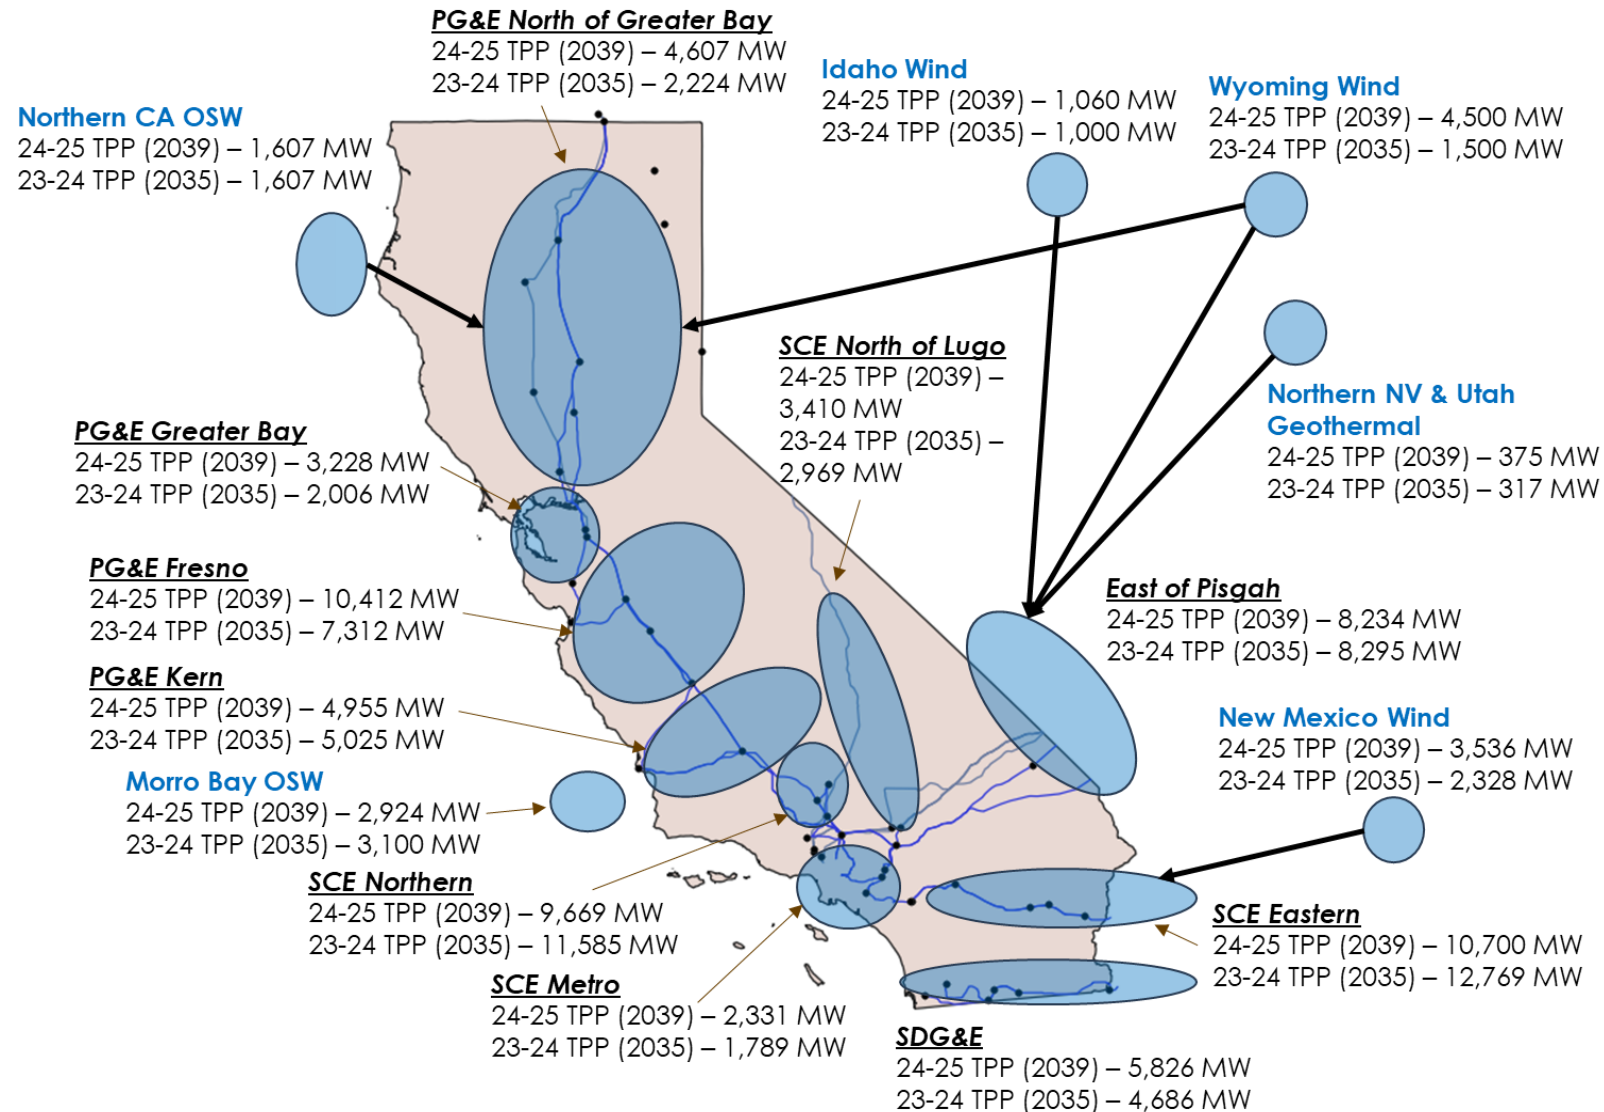 PG&E North of Greater Bay
24-25 TPP (2039) – 4,607 MW
23-24 TPP (2035) – 2,224 MW
Idaho Wind
24-25 TPP (2039) – 1,060 MW
23-24 TPP (2035) – 1,000 MW
Wyoming Wind
24-25 TPP (2039) – 4,500 MW
23-24 TPP (2035) – 1,500 MW
Northern CA OSW
24-25 TPP (2039) – 1,607 MW
23-24 TPP (2035) – 1,607 MW
SCE North of Lugo
24-25 TPP (2039) –
3,410 MW
23-24 TPP (2035) –
2,969 MW
Northern NV & Utah
Geothermal
24-25 TPP (2039) – 375 MW
23-24 TPP (2035) – 317 MW
PG&E Greater Bay
24-25 TPP (2039) – 3,228 MW
23-24 TPP (2035) – 2,006 MW
PG&E Fresno
24-25 TPP (2039) – 10,412 MW
23-24 TPP (2035) – 7,312 MW
East of Pisgah
24-25 TPP (2039) – 8,234 MW
23-24 TPP (2035) – 8,295 MW
PG&E Kern
24-25 TPP (2039) – 4,955 MW
23-24 TPP (2035) – 5,025 MW
New Mexico Wind
24-25 TPP (2039) – 3,536 MW
23-24 TPP (2035) – 2,328 MW
Morro Bay OSW
24-25 TPP (2039) – 2,924 MW
23-24 TPP (2035) – 3,100 MW
SCE Northern
24-25 TPP (2039) – 9,669 MW
23-24 TPP (2035) – 11,585 MW
SCE Eastern
24-25 TPP (2039) – 10,700 MW
23-24 TPP (2035) – 12,769 MW
SCE Metro
24-25 TPP (2039) – 2,331 MW
23-24 TPP (2035) – 1,789 MW
SDG&E
24-25 TPP (2039) – 5,826 MW
23-24 TPP (2035) – 4,686 MW